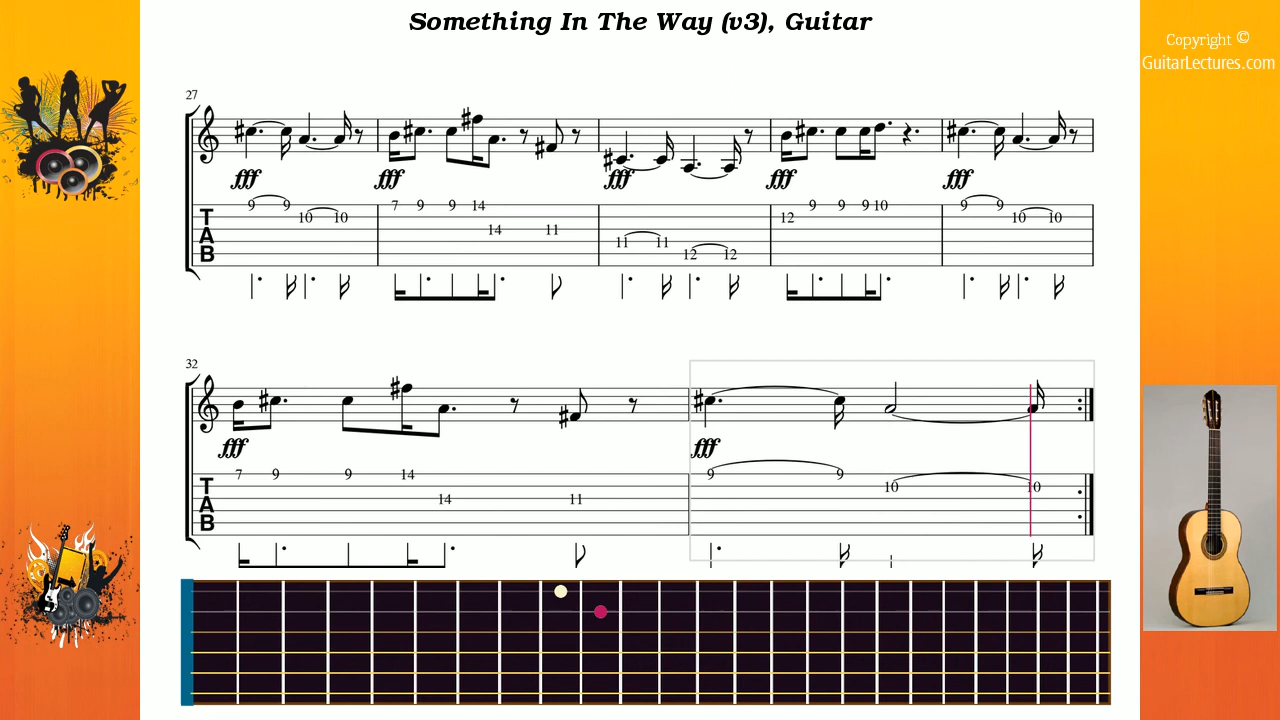 Something In The Way (v3), Guitar
Copyright ©
GuitarLectures.com
27
fff fff fff fff fff
9 9 10 10 7 9 9 14 14 11 11 11 12 12 12 9 9 9 10 9 9 10 10
T
A
B
32
fff fff
7 9 9 14 14 11 9 9 10 10
T
A
B